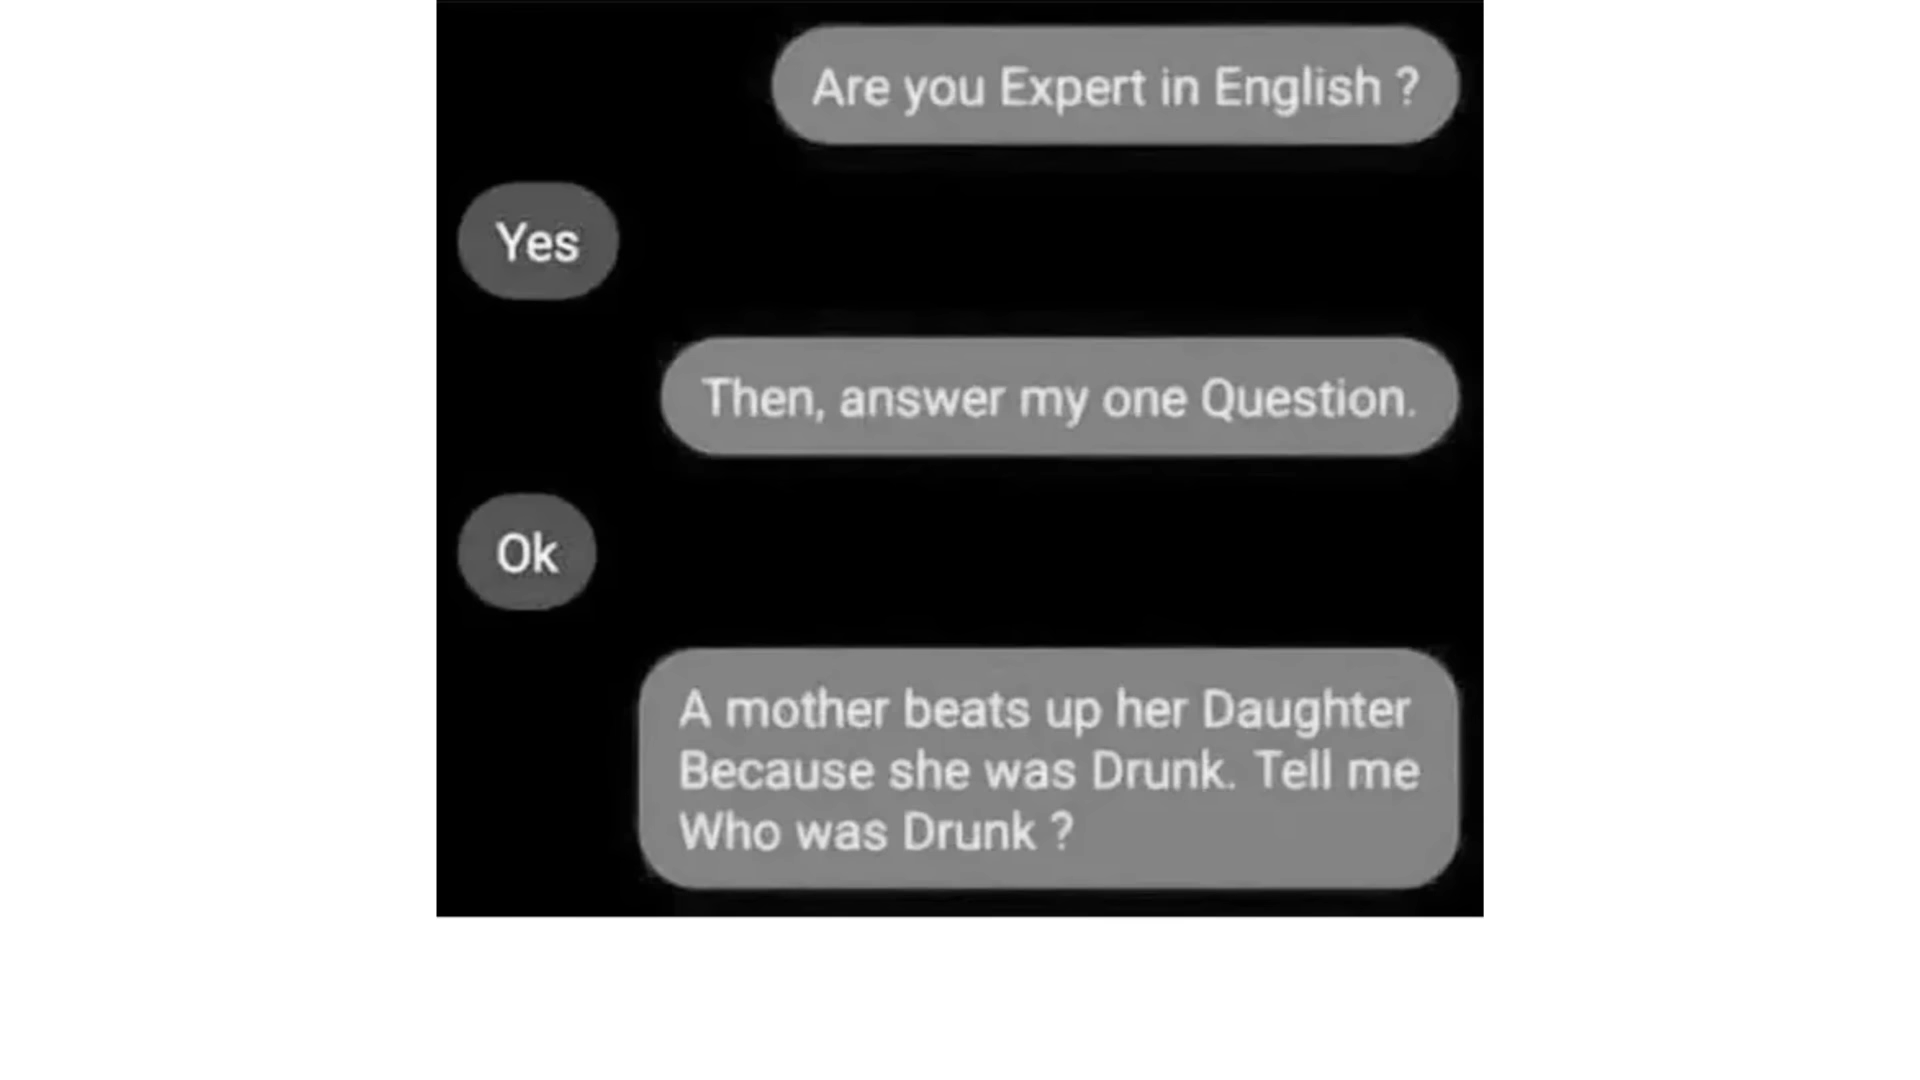 Are you Expert in English ?
Yes
Then, answer my one Question.
Ok
A mother beats up her Daughter
Because she was Drunk. Tell me
Who was Drunk ?